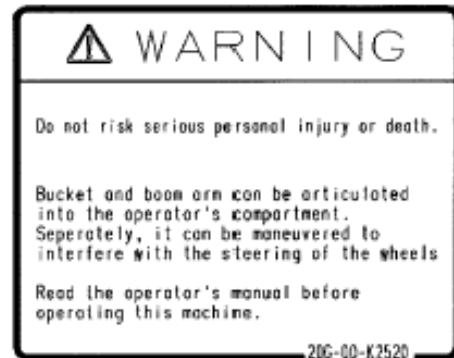 WARNING
Do not risk serious personal injury or death.
Bucket and boom arm can be articulated
into the operator's compartment.
Seperately, it can be maneuvered to
interfere with the steering of the wheels
Read the operator's manual before
operating this machine.
20G-00-K2520